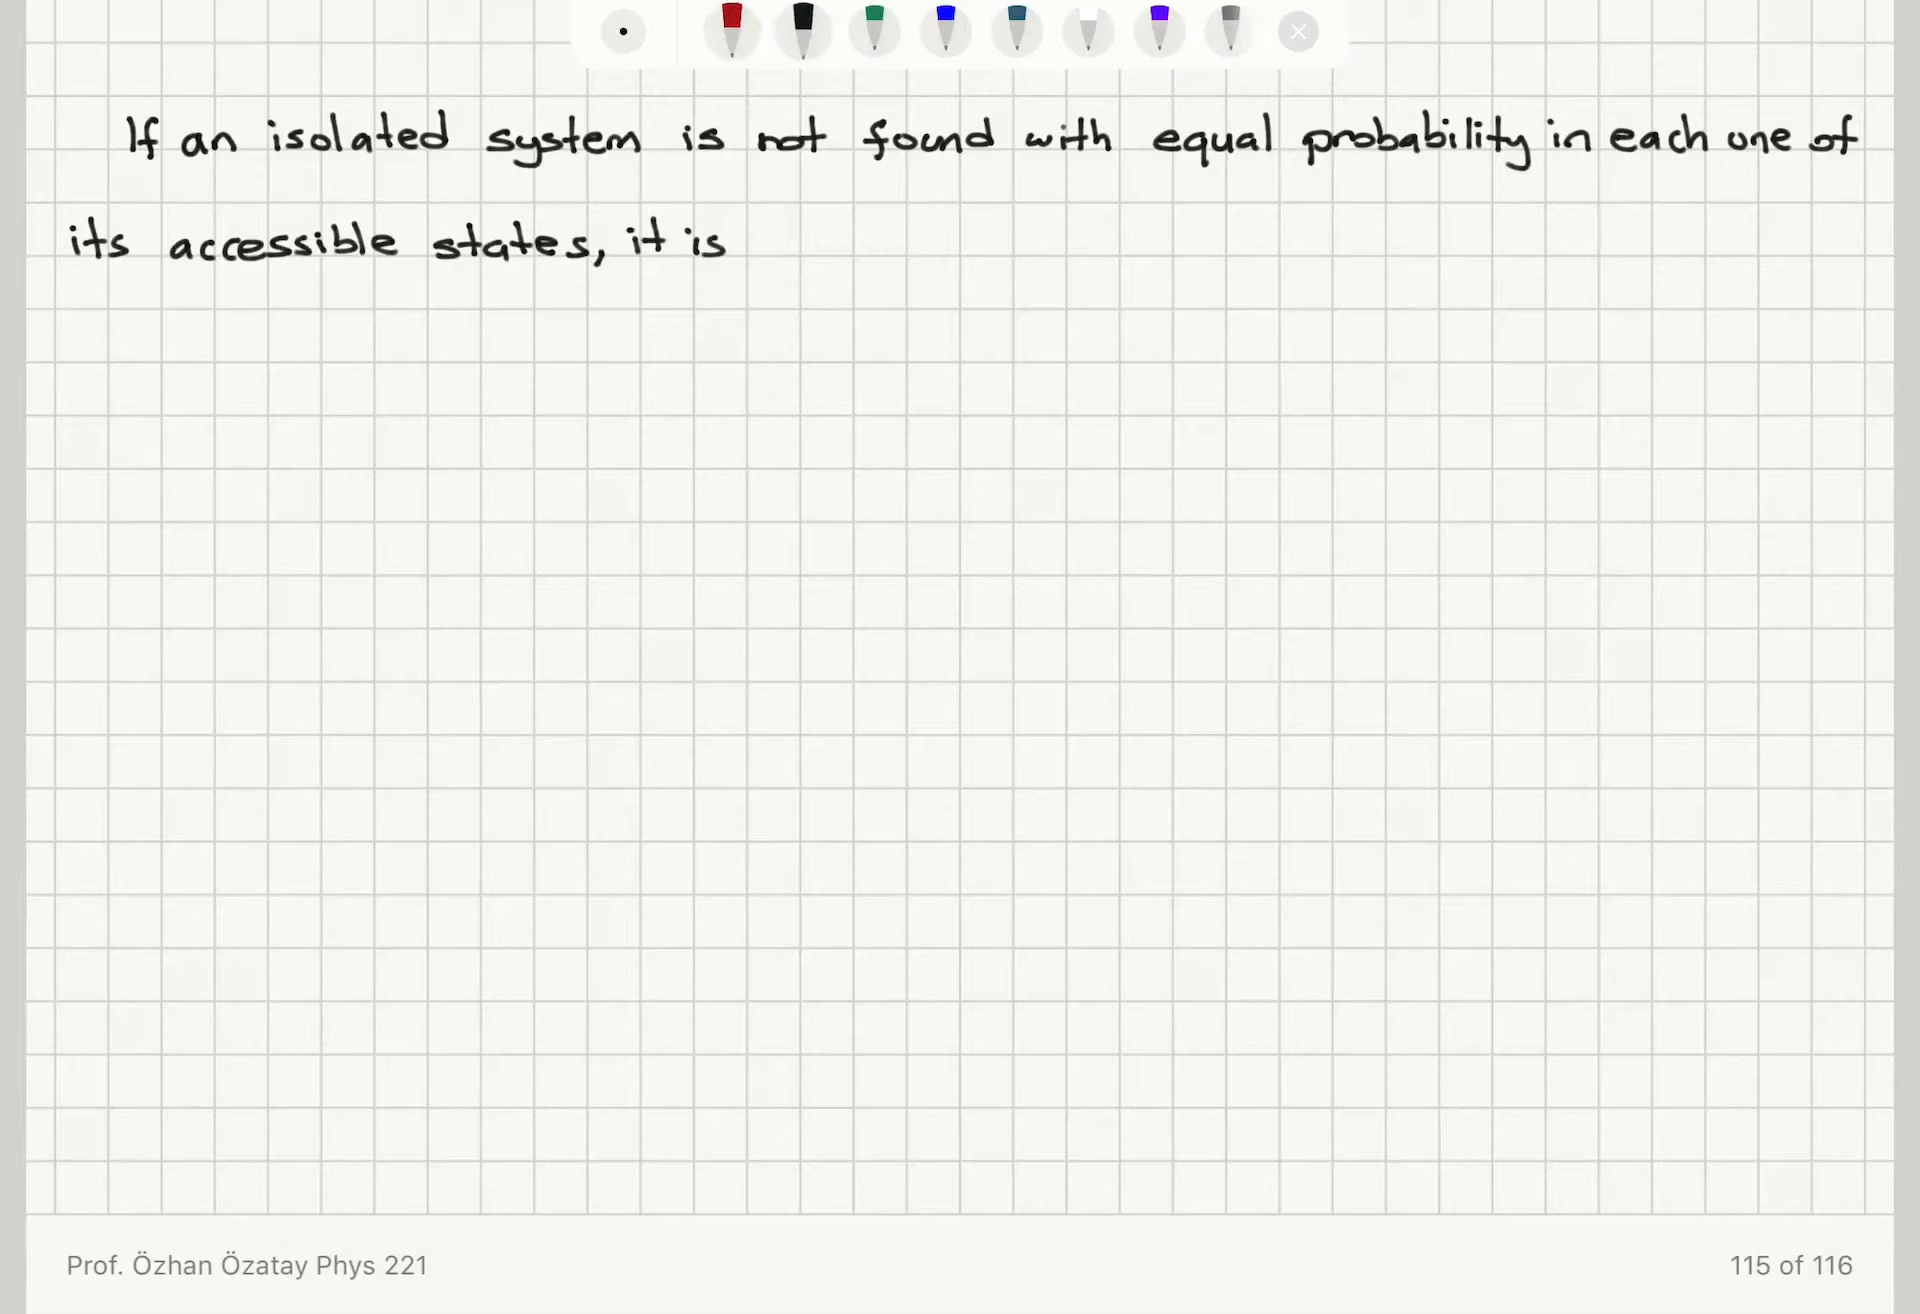 If an isolated system is not found with equal probability in each one of
its accessible states, it is
Prof. Özhan Özatay Phys 221
115 of 116